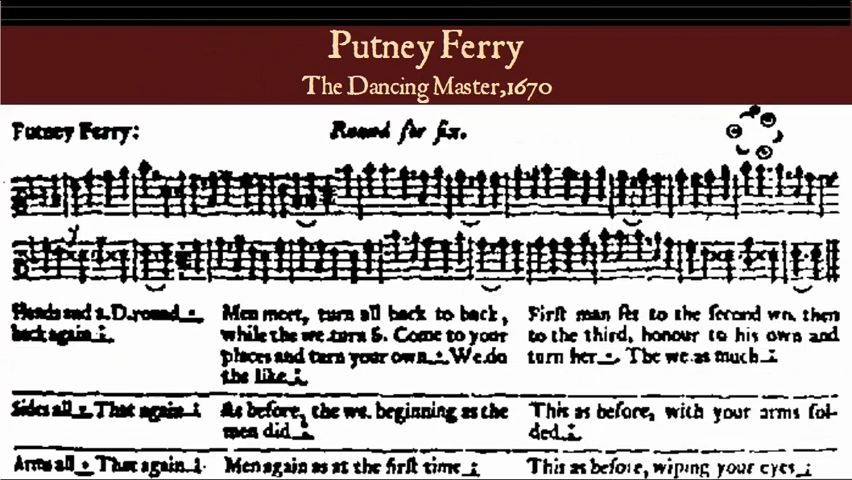 Putney Ferry
The Dancing Master,1670
Putney Ferry:
Round for six.
Hands and a. D. round
back again
Men meet, turn all back to back,
while the we. turn S. Come to your
places and turn your own. We. do
the like
First man set to the second wo. then
to the third, honour to his own and
turn her. The we. as much
Sides all. That again
As before, the we. beginning as the
men did
This as before, with your arms fol-
ded.
Arms all. That again.
Men again as at the first time
This as before, wiping your eyes